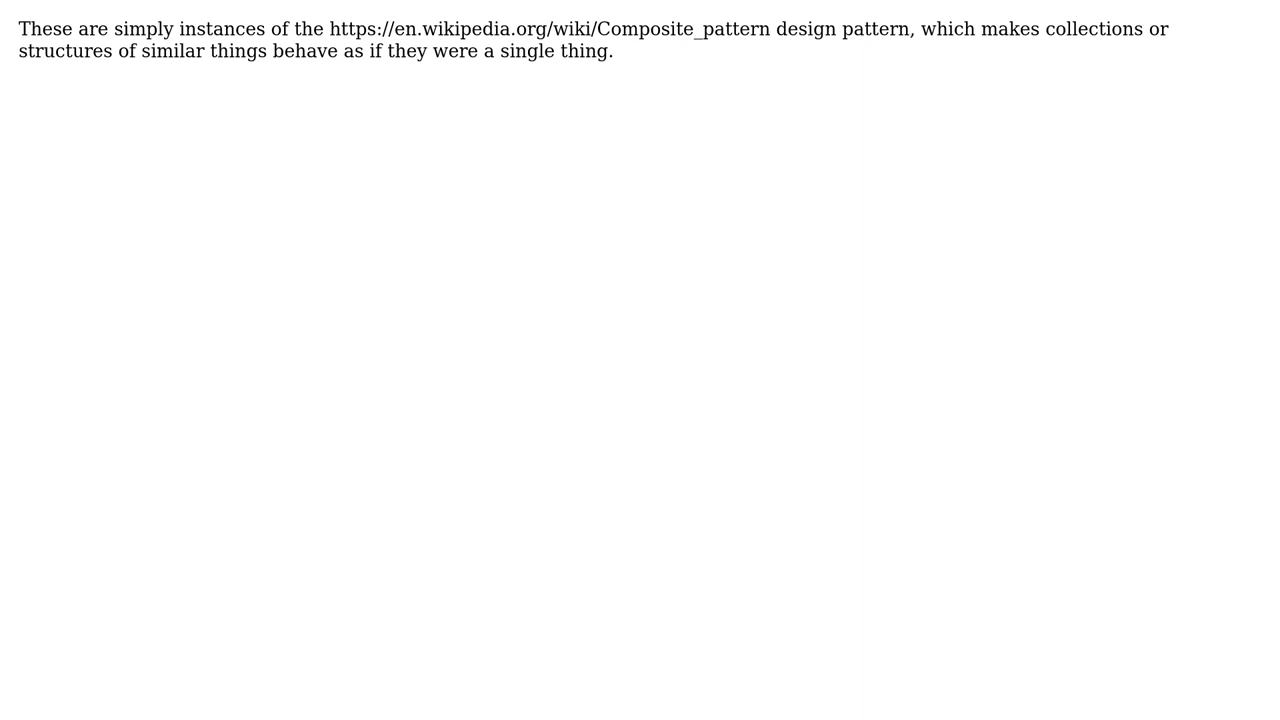 These are simply instances of the https://en.wikipedia.org/wiki/Composite_pattern design pattern, which makes collections or
structures of similar things behave as if they were a single thing.